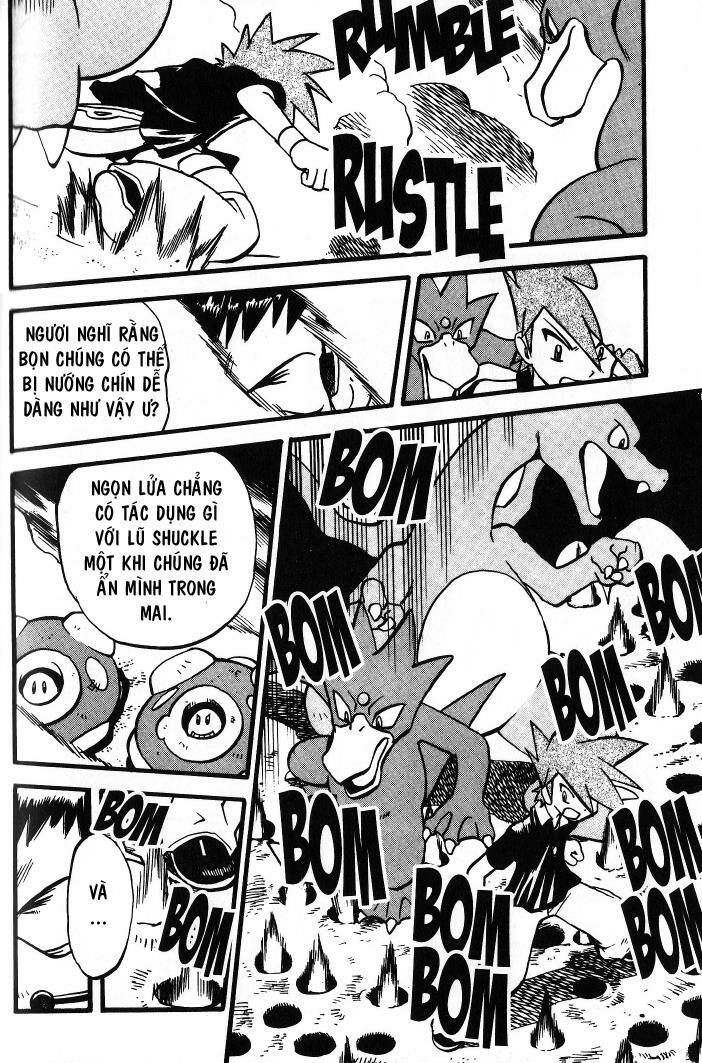 RUMBLE
RUSTLE
NGƯƠI NGHĨ RẰNG
BỌN CHÚNG CÓ THỂ
BỊ NƯỚNG CHÍN DỄ
DÀNG NHƯ VẬY Ư?
BOM
BOM
BOM
BOM
BOM
BOM
BOM
BOM
BOM
BOM
NGỌN LỬA CHẲNG
CÓ TÁC DỤNG GÌ
VỚI LŨ SHUCKLE
MỘT KHI CHÚNG ĐÃ
ẨN MÌNH TRONG
MAI.
BOM
BOM
VÀ
...